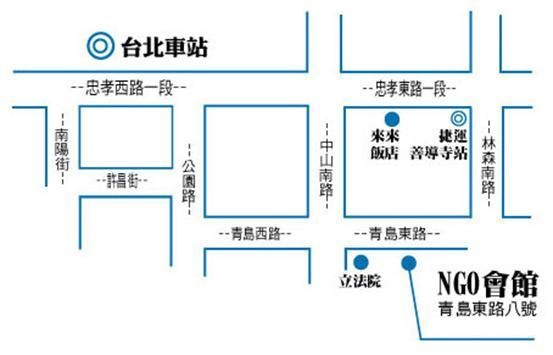 台北車站
忠孝西路一段
忠孝東路一段
南陽街
許昌街
公園路
中山南路
來來
飯店
捷運
善導寺站
林森南路
青島西路
青島東路
立法院
NGO會館
青島東路八號